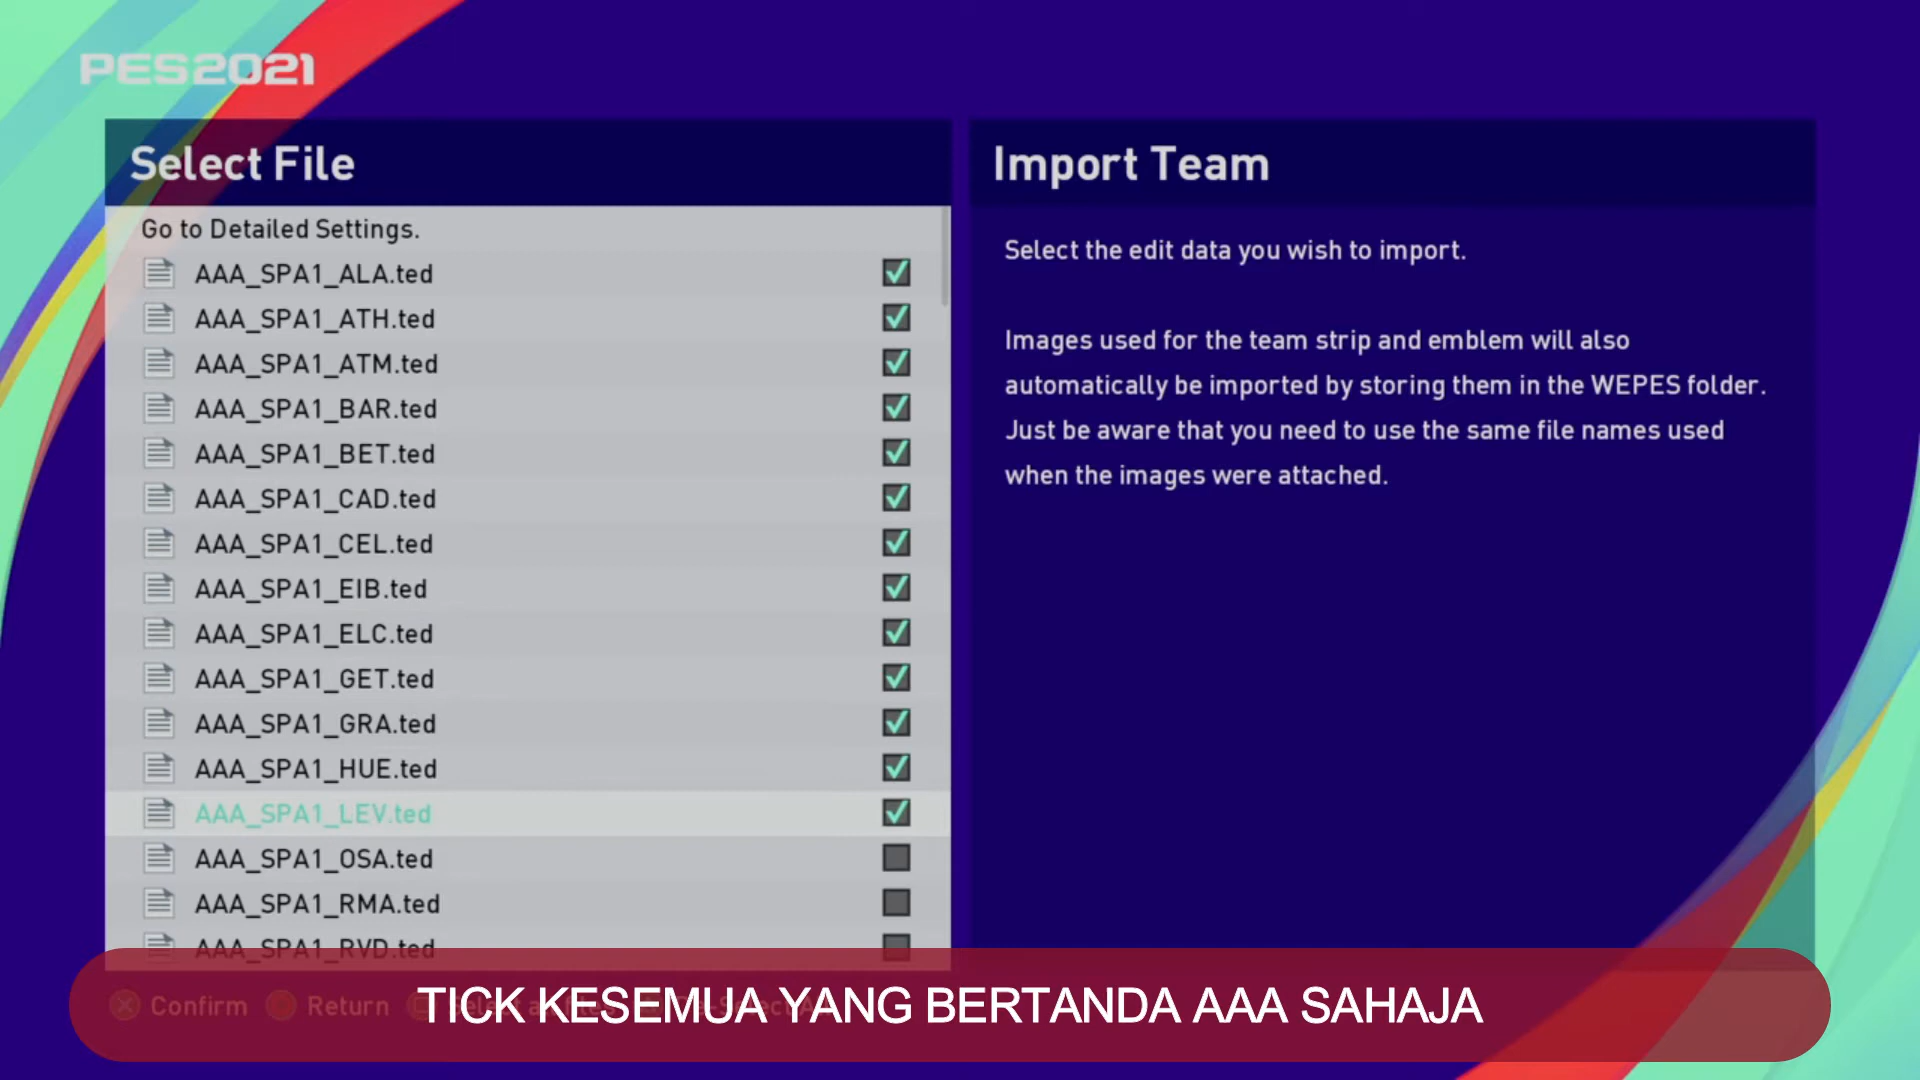 PES2021
Select File
Go to Detailed Settings.
AAA_SPA1_ALA.ted
AAA_SPA1_ATH.ted
AAA_SPA1_ATM.ted
AAA_SPA1_BAR.ted
AAA_SPA1_BET.ted
AAA_SPA1_CAD.ted
AAA_SPA1_CEL.ted
AAA_SPA1_EIB.ted
AAA_SPA1_ELC.ted
AAA_SPA1_GET.ted
AAA_SPA1_GRA.ted
AAA_SPA1_HUE.ted
AAA_SPA1_LEV.ted
AAA_SPA1_OSA.ted
AAA_SPA1_RMA.ted
AAA_SPA1_RVD.ted
Import Team
Select the edit data you wish to import.
Images used for the team strip and emblem will also
automatically be imported by storing them in the WEPES folder.
Just be aware that you need to use the same file names used
when the images were attached.
Confirm Return
TICK KESEMUA YANG BERTANDA AAA SAHAJA